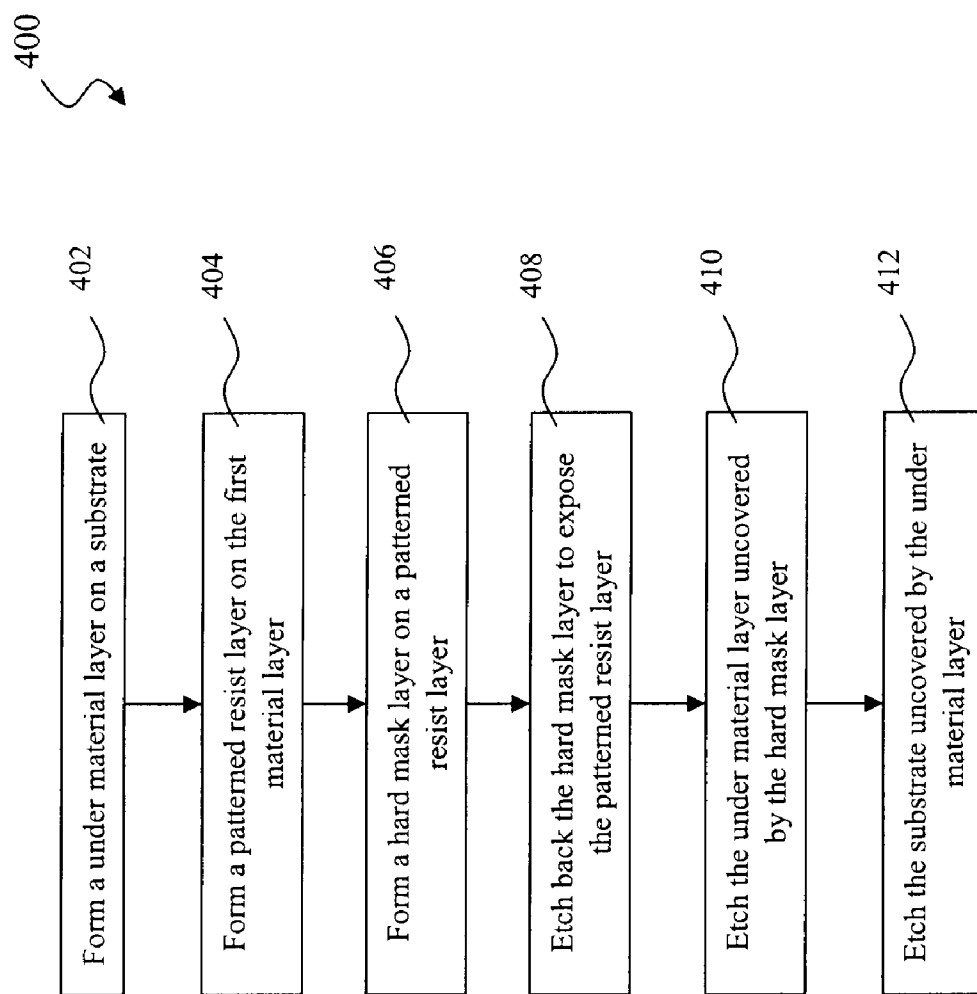 400
Form a under material layer on a substrate
402
Form a patterned resist layer on the first
material layer
404
Form a hard mask layer on a patterned
resist layer
406
Etch back the hard mask layer to expose
the patterned resist layer
408
Etch the under material layer uncovered
by the hard mask layer
410
Etch the substrate uncovered by the under
material layer
412